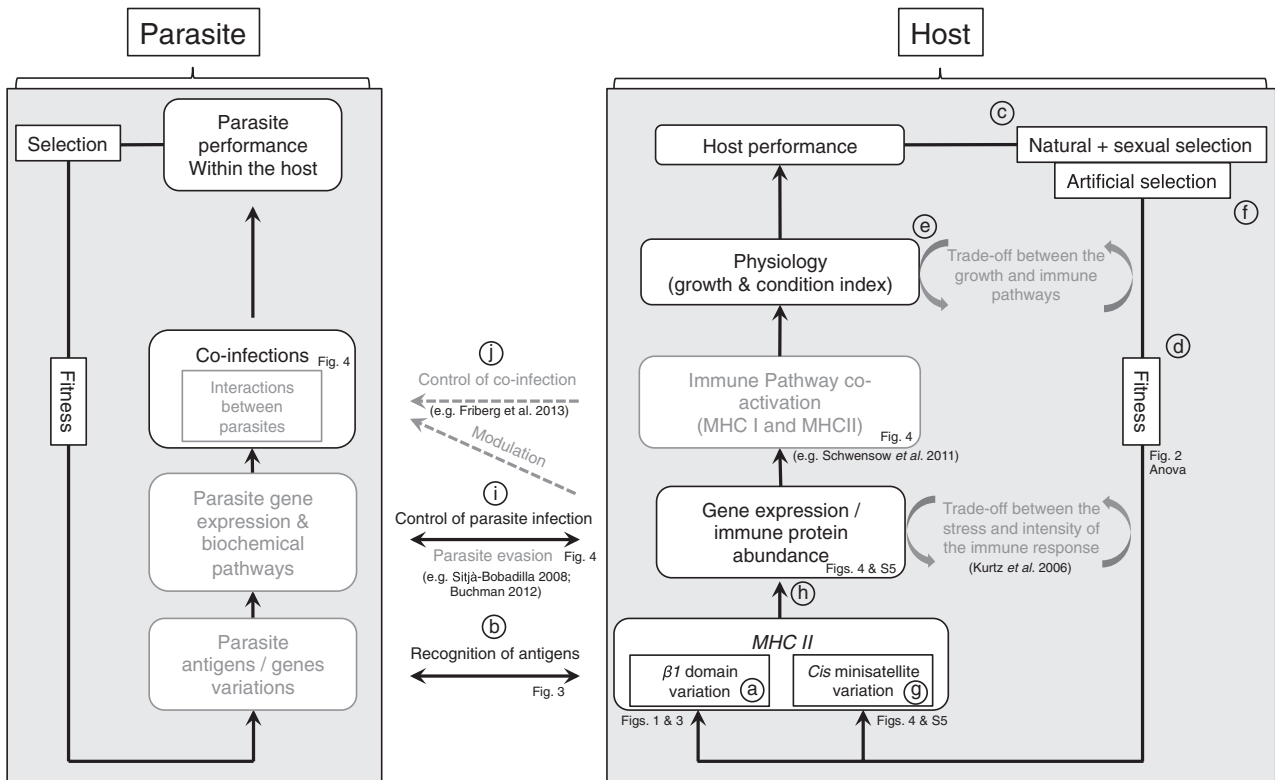 Parasite
Host
Selection
Parasite
performance
Within the host
Fitness
Co-infections
Fig. 4
Interactions
between
parasites
Parasite gene
expression &
biochemical
pathways
Parasite
antigens / genes
variations
j
Control of co-infection
(e.g. Friberg et al. 2013)
Modulation
i
Control of parasite infection
Parasite evasion
Fig. 4
(e.g. Sitjà-Bobadilla 2008;
Buchman 2012)
b
Recognition of antigens
Fig. 3
Host performance
c
Natural + sexual selection
Artificial selection
f
e
Physiology
(growth & condition index)
Trade-off between the
growth and immune
pathways
d
Fitness
Fig. 2
Anova
Immune Pathway co-
activation
(MHC I and MHCII)
Fig. 4
(e.g. Schwensow et al. 2011)
Gene expression /
immune protein
abundance
Figs. 4 & S5
Trade-off between the
stress and intensity of
the immune response
(Kurtz et al. 2006)
h
MHC II
β1 domain
variation
a
Cis minisatellite
variation
g
Figs. 1 & 3
Figs. 4 & S5